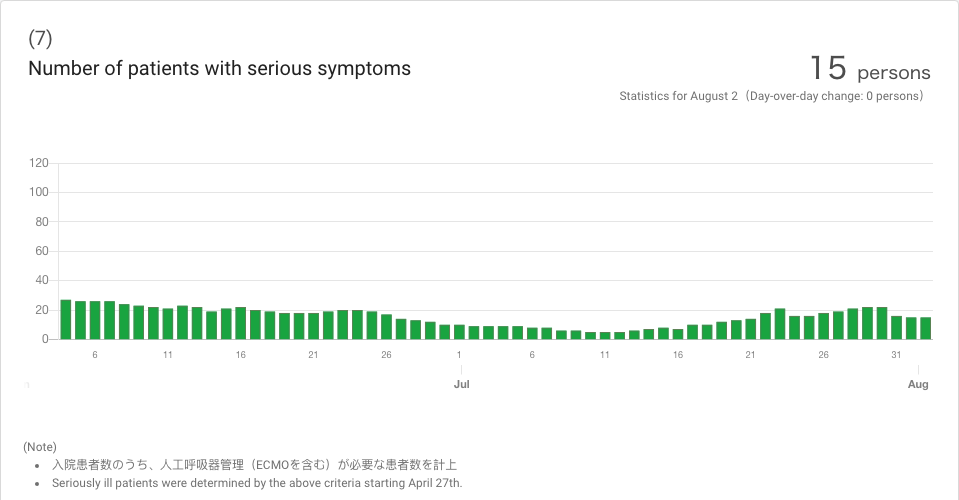 (7)
Number of patients with serious symptoms
15 persons
Statistics for August 2（Day-over-day change: 0 persons）
120
100
80
60
40
20
0
6 11 16 21 26 1 6 11 16 21 26 31
Jul Aug
(Note)
• 入院患者数のうち、人工呼吸器管理（ECMOを含む）が必要な患者数を計上
• Seriously ill patients were determined by the above criteria starting April 27th.